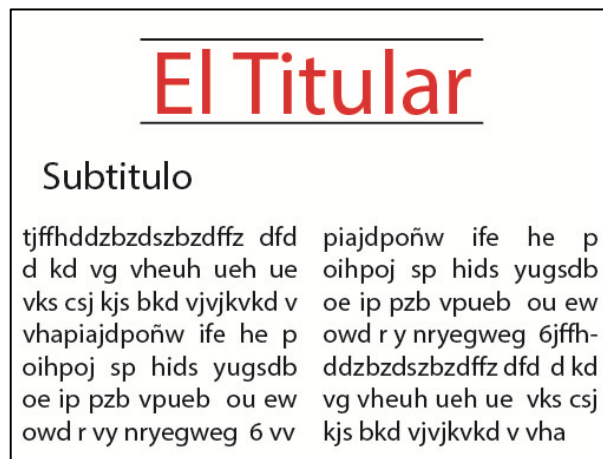 El Titular
Subtitulo
tjffhddzbzdszbzdffz dfd
d kd vg vheuh ueh ue
vks csj kjs bkd vjvjkvkd v
vhapiajdpoñw ife he p
oihpoj sp hids yugsdb
oe ip pzb vpueb ou ew
owd r vy nryegweg 6 vv
piajdpoñw ife he p
oihpoj sp hids yugsdb
oe ip pzb vpueb ou ew
owd r y nryegweg 6jffh-
ddzbzdszbzdffz dfd d kd
vg vheuh ueh ue vks csj
kjs bkd vjvjkvkd v vha